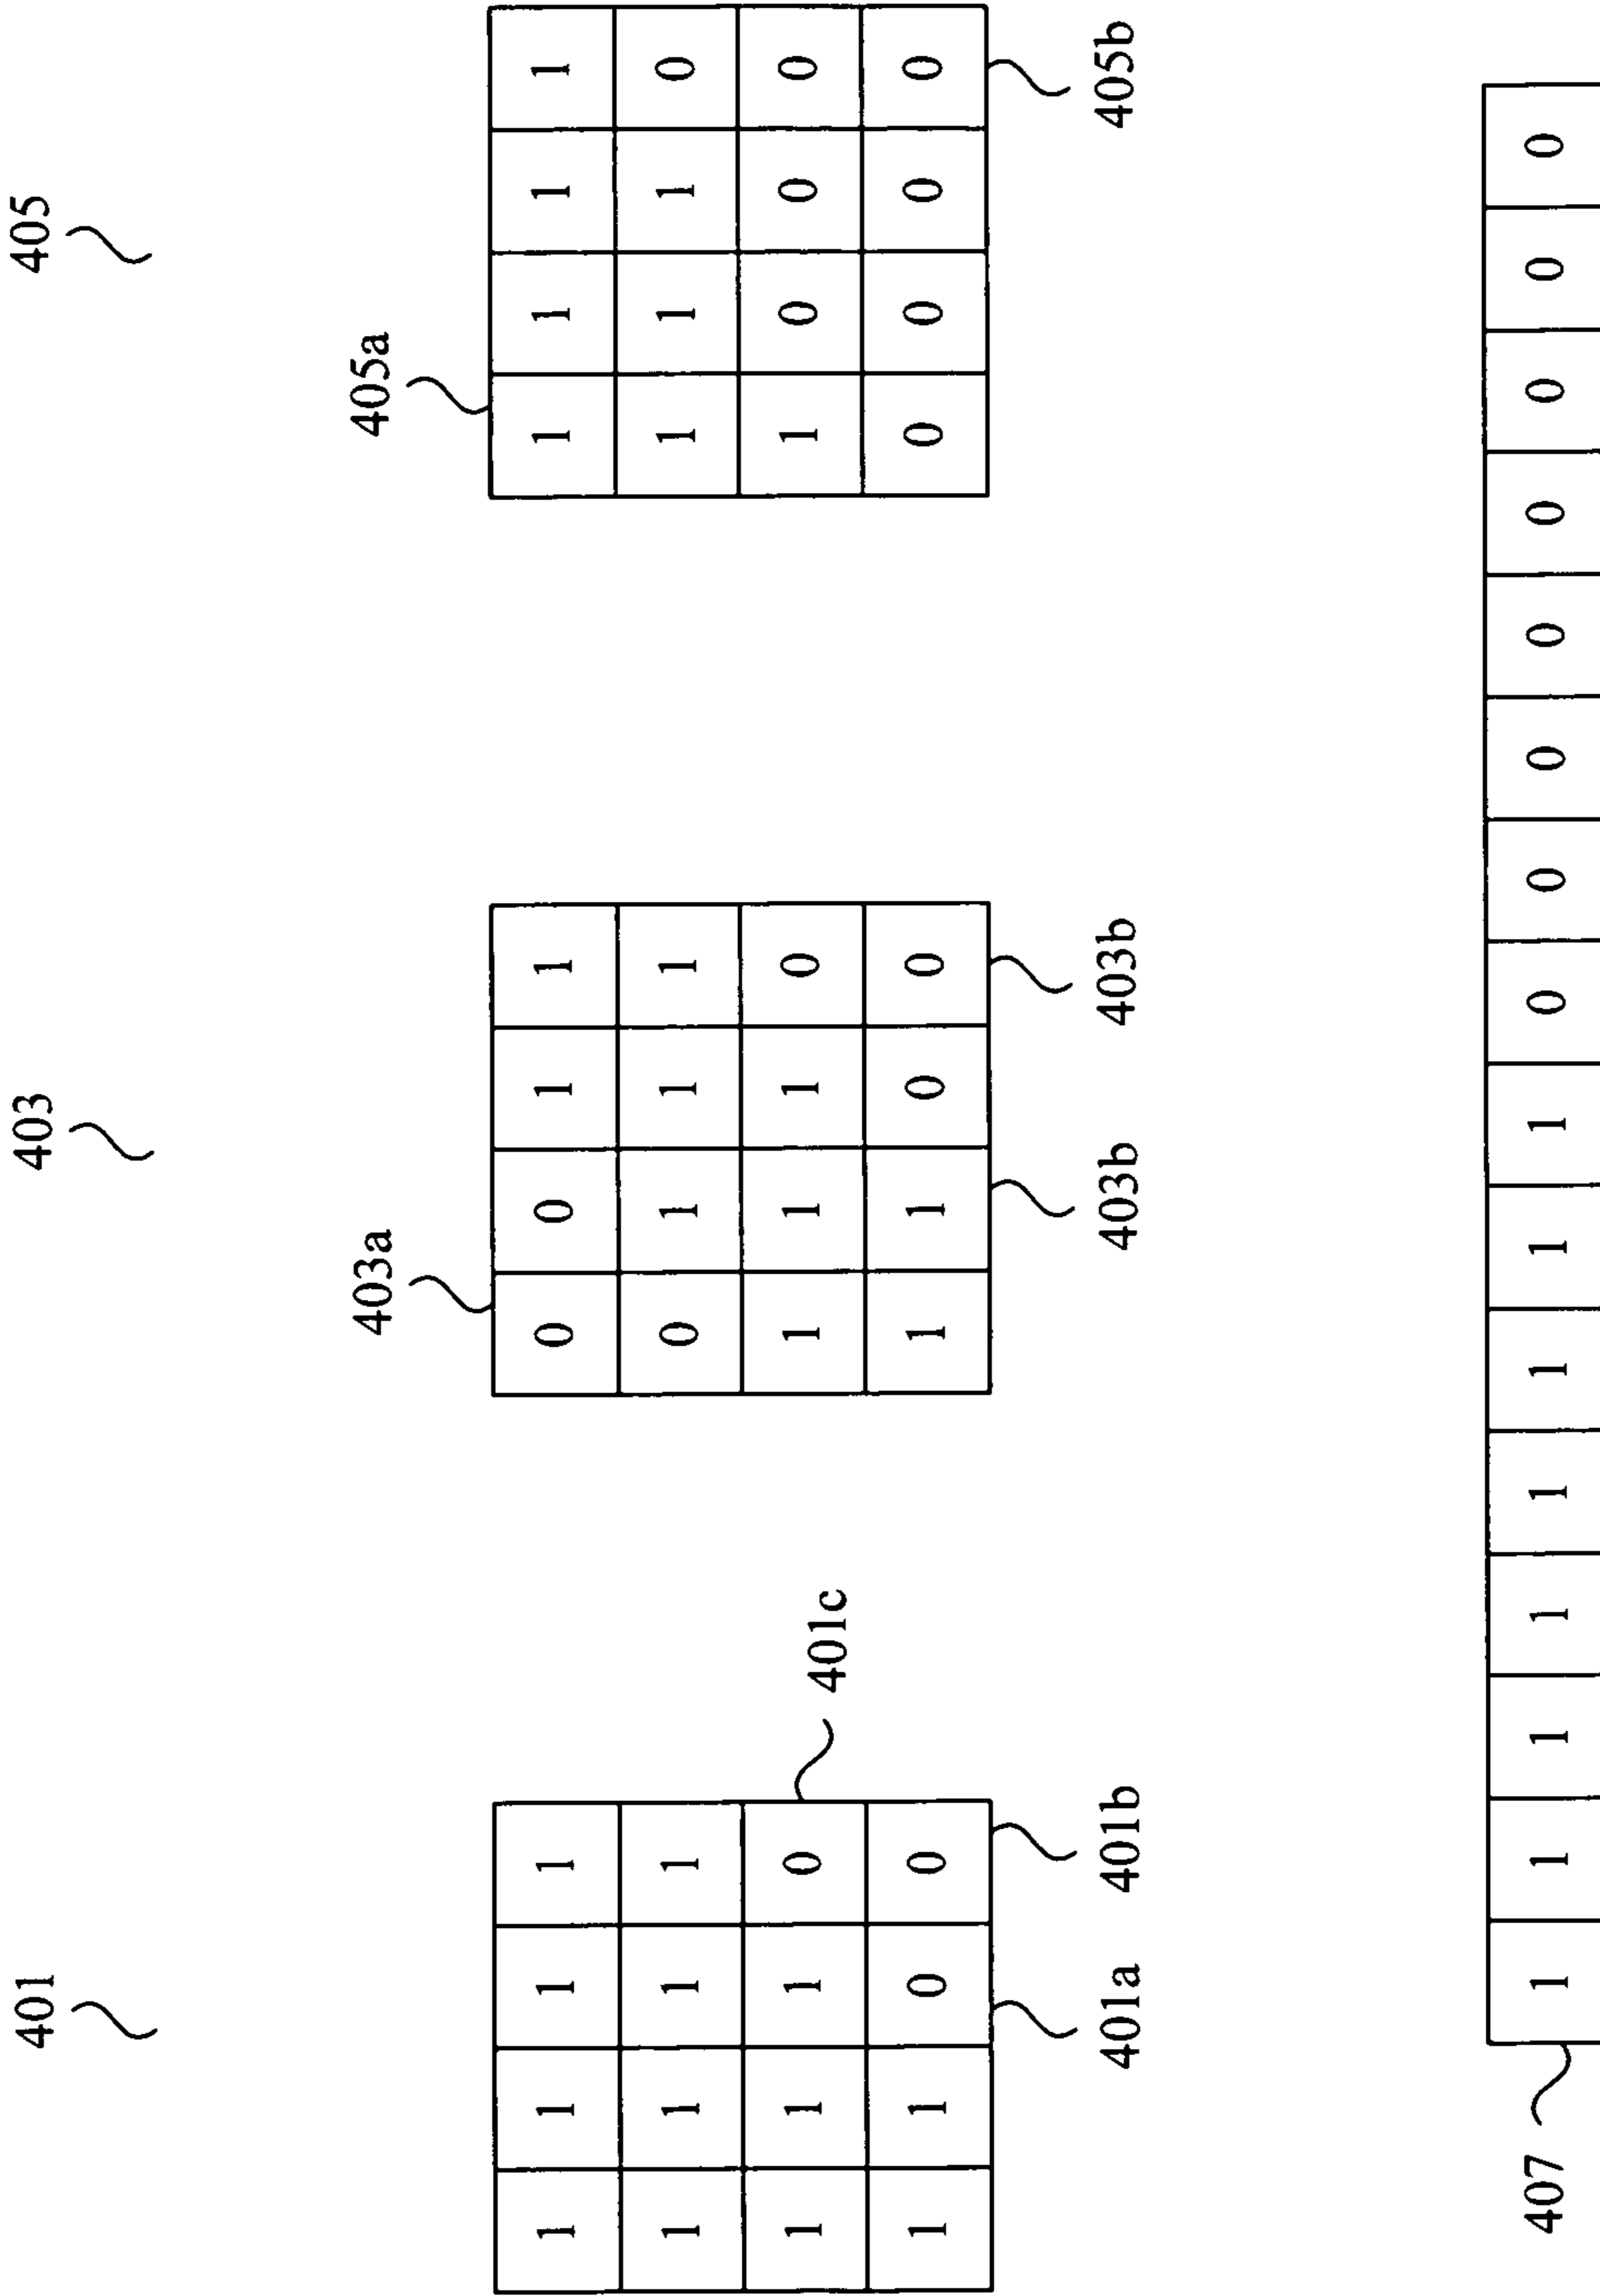 401 403 405
403a 405a
1 1 1 1 0 0 1 1 1 1 1 1
1 1 1 1 0 1 1 1 1 1 1 0
1 1 1 0 401c 1 1 1 0 1 0 0 0
1 1 0 0 1 1 0 0 0 0 0 0
401a 401b 403b 403b 405b
407 1 1 1 1 1 1 1 1 0 0 0 0 0 0 0 0